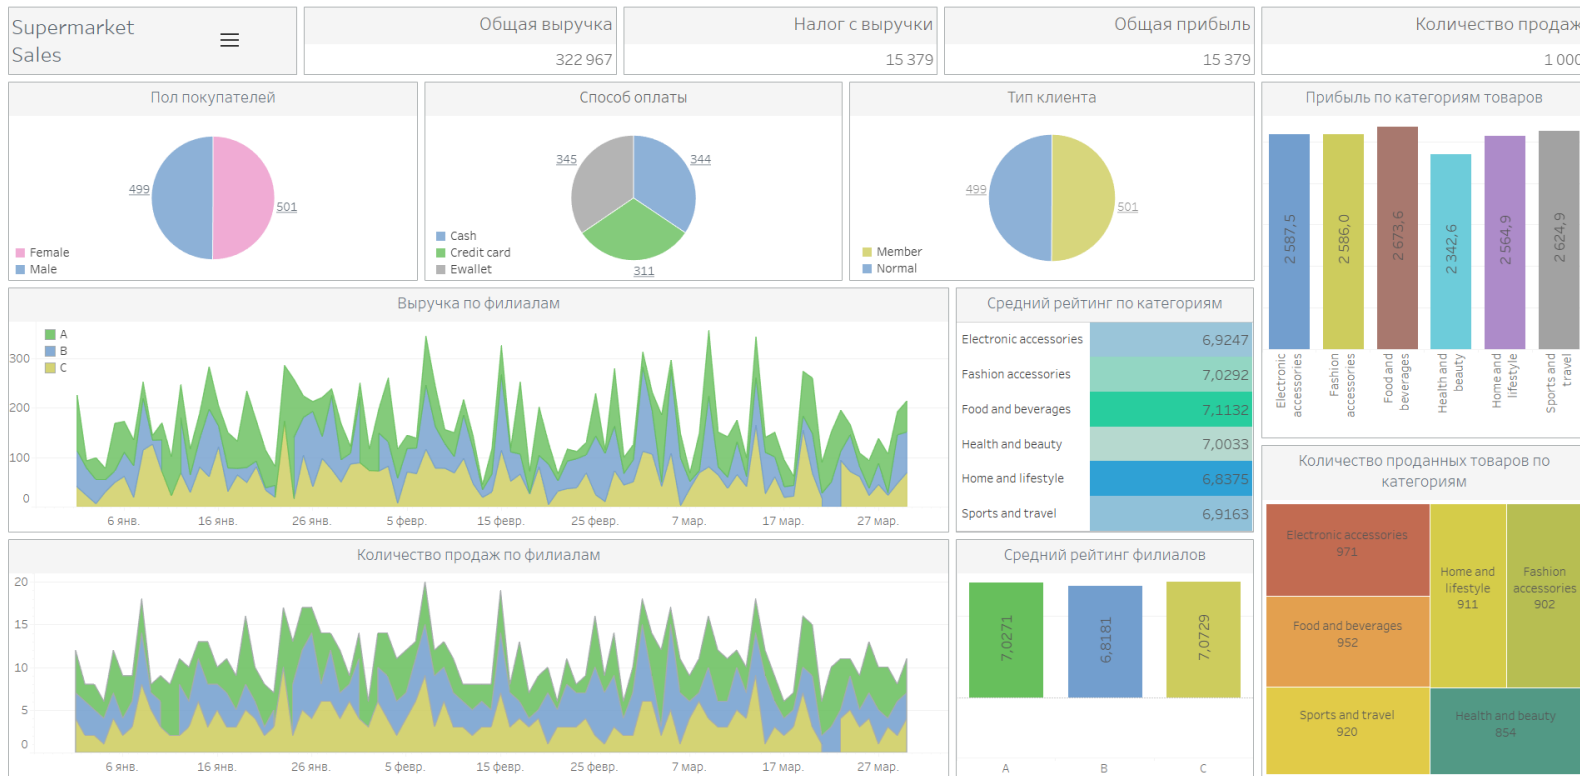 Supermarket
Sales
Общая выручка
322 967
Налог с выручки
15 379
Общая прибыль
15 379
Количество продаж
1 000
Пол покупателей
499
501
Female
Male
Способ оплаты
345
344
311
Cash
Credit card
Ewallet
Тип клиента
499
501
Member
Normal
Прибыль по категориям товаров
2 587,5
2 586,0
2 673,6
2 342,6
2 564,9
2 624,9
Electronic
accessories
Fashion
accessories
Food and
beverages
Health and
beauty
Home and
lifestyle
Sports and
travel
Выручка по филиалам
A
B
C
300
200
100
0
6 янв.
16 янв.
26 янв.
5 февр.
15 февр.
25 февр.
7 мар.
17 мар.
27 мар.
Средний рейтинг по категориям
Electronic accessories 6,9247
Fashion accessories 7,0292
Food and beverages 7,1132
Health and beauty 7,0033
Home and lifestyle 6,8375
Sports and travel 6,9163
Количество проданных товаров по
категориям
Electronic accessories
971
Food and beverages
952
Sports and travel
920
Home and
lifestyle
911
Fashion
accessories
902
Health and beauty
854
Количество продаж по филиалам
20
15
10
5
0
6 янв.
16 янв.
26 янв.
5 февр.
15 февр.
25 февр.
7 мар.
17 мар.
27 мар.
Средний рейтинг филиалов
7,0271
6,8181
7,0729
A
B
C